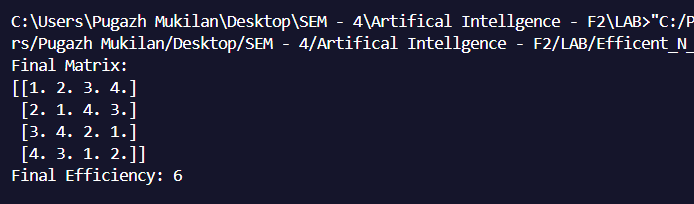 C:\Users\Pugazh Mukilan\Desktop\SEM - 4\Artifical Intellgence - F2\LAB>"C:/P
rs/Pugazh Mukilan/Desktop/SEM - 4/Artifical Intellgence - F2/LAB/Efficent_N_
Final Matrix:
[[1. 2. 3. 4.]
 [2. 1. 4. 3.]
 [3. 4. 2. 1.]
 [4. 3. 1. 2.]]
Final Efficiency: 6